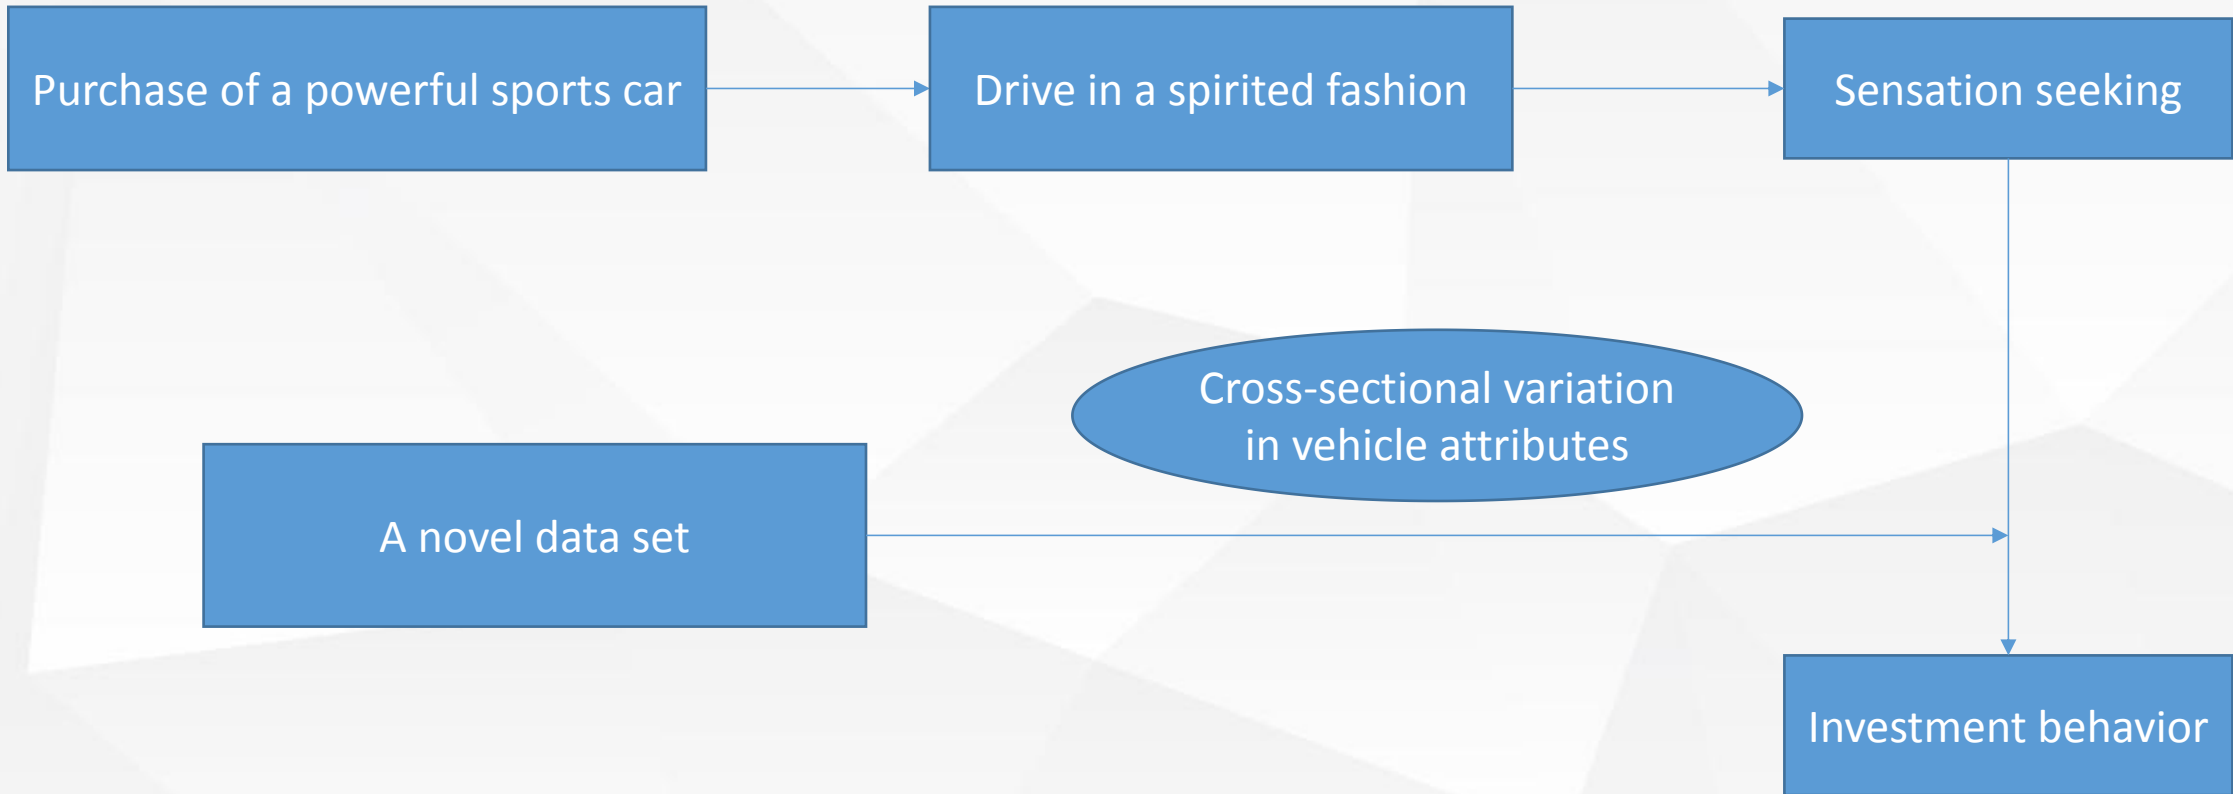 Purchase of a powerful sports car
Drive in a spirited fashion
Sensation seeking
Cross-sectional variation
in vehicle attributes
A novel data set
Investment behavior